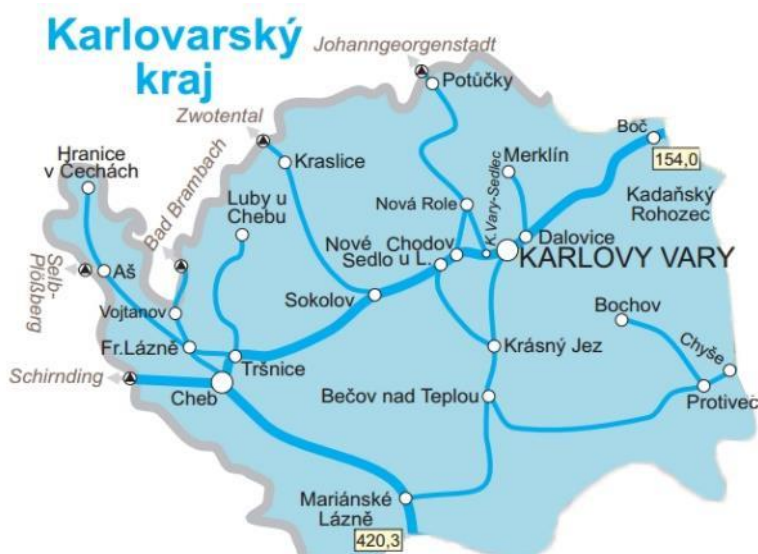 Karlovarský
kraj
Johanngeorgenstadt
Potůčky
Zwotental
Boč
154,0
Hranice
v Čechách
Kraslice
Merklín
Kadaňský
Rohozec
Luby u
Chebu
Bad Brambach
Nová Role
K.Vary-Sedlec
Dalovice
Nové
Sedlo u L.
Chodov
KARLOVY VARY
Selb-
Plößberg
Aš
Vojtanov
Sokolov
Bochov
Fr.Lázně
Tršnice
Krásný Jez
Chyše
Schirnding
Cheb
Bečov nad Teplou
Protivec
Mariánské
Lázně
420,3